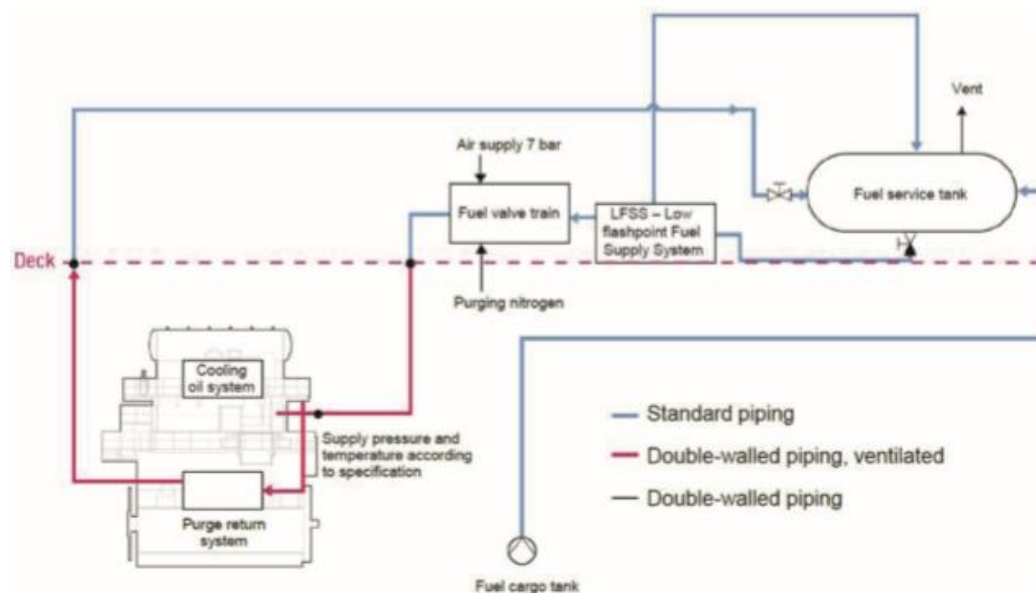 Vent
Air supply 7 bar
Fuel valve train
LFSS – Low
flashpoint Fuel
Supply System
Fuel service tank
Deck
Purging nitrogen
Cooling
oil system
Supply pressure and
temperature according
to specification
Purge return
system
Standard piping
Double-walled piping, ventilated
Double-walled piping
Fuel cargo tank